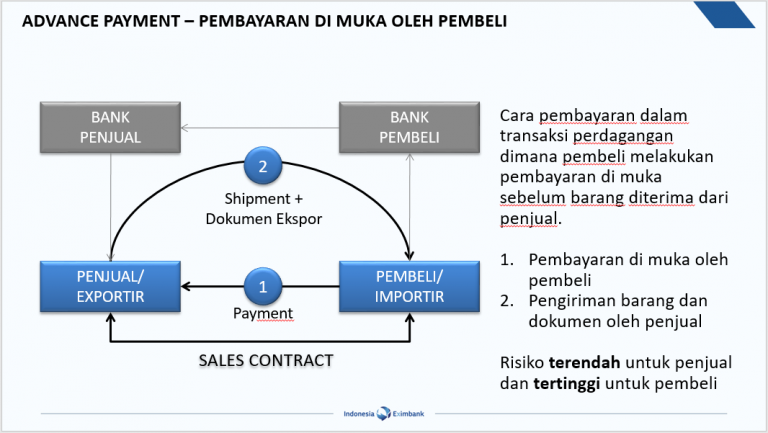 ADVANCE PAYMENT – PEMBAYARAN DI MUKA OLEH PEMBELI
BANK
PENJUAL
BANK
PEMBELI
2
Shipment +
Dokumen Ekspor
PENJUAL/
EXPORTIR
1
Payment
PEMBELI/
IMPORTIR
SALES CONTRACT
Cara pembayaran dalam
transaksi perdagangan
dimana pembeli melakukan
pembayaran di muka
sebelum barang diterima dari
penjual.
1. Pembayaran di muka oleh
pembeli
2. Pengiriman barang dan
dokumen oleh penjual
Risiko terendah untuk penjual
dan tertinggi untuk pembeli
Indonesia Eximbank